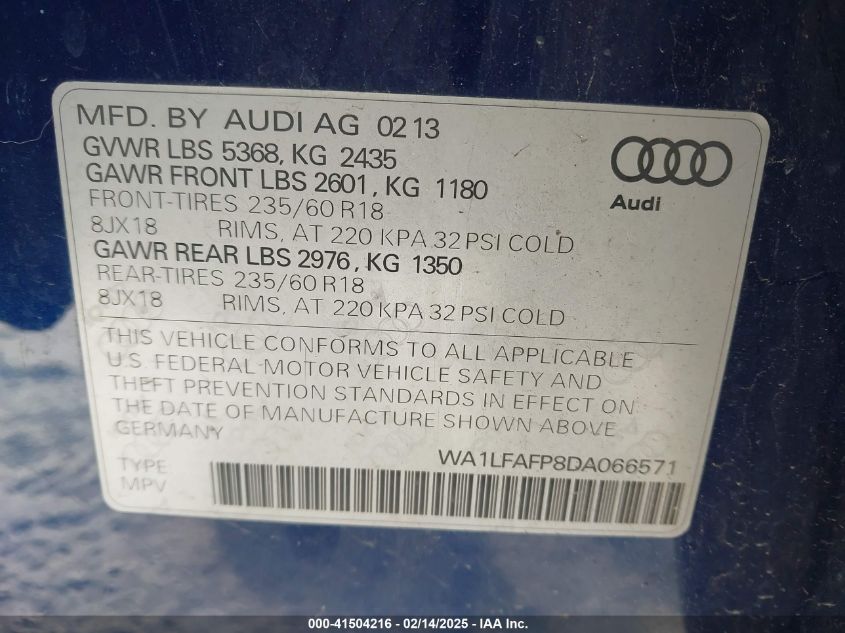 MFD. BY AUDI AG 02 13
GVWR LBS 5368, KG 2435
GAWR FRONT LBS 2601, KG 1180
FRONT-TIRES 235/60 R18
8JX18 RIMS, AT 220 KPA 32 PSI COLD
GAWR REAR LBS 2976, KG 1350
REAR-TIRES 235/60 R18
8JX18 RIMS, AT 220 KPA 32 PSI COLD
Audi
THIS VEHICLE CONFORMS TO ALL APPLICABLE
U.S. FEDERAL MOTOR VEHICLE SAFETY AND
THEFT PREVENTION STANDARDS IN EFFECT ON
THE DATE OF MANUFACTURE SHOWN ABOVE
GERMANY
WA1LFAFP8DA066571
TYPE
MPV
000-41504216 - 02/14/2025 - IAA, Inc.